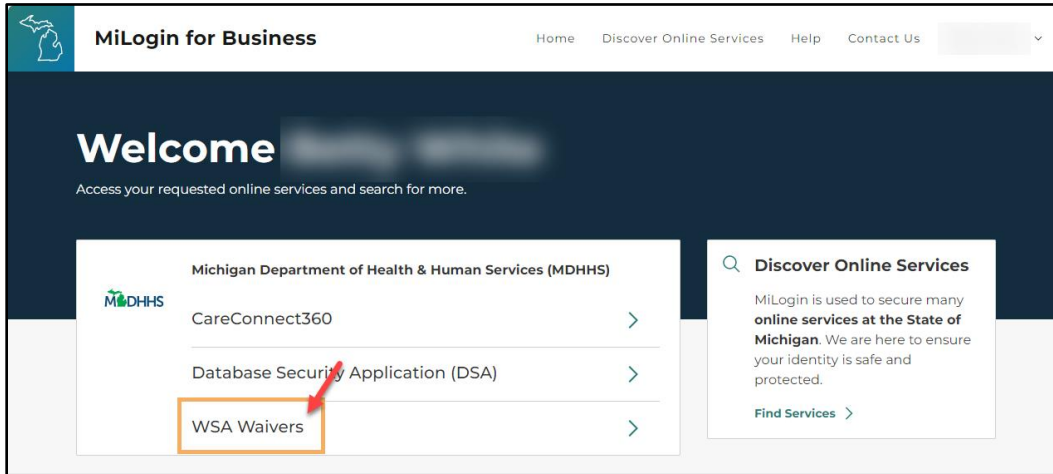 MiLogin for Business
Home Discover Online Services Help Contact Us
Welcome
Access your requested online services and search for more.
Michigan Department of Health & Human Services (MDHHS)
MDHHS
CareConnect360
Database Security Application (DSA)
WSA Waivers
Discover Online Services
MiLogin is used to secure many
online services at the State of
Michigan. We are here to ensure
your identity is safe and
protected.
Find Services